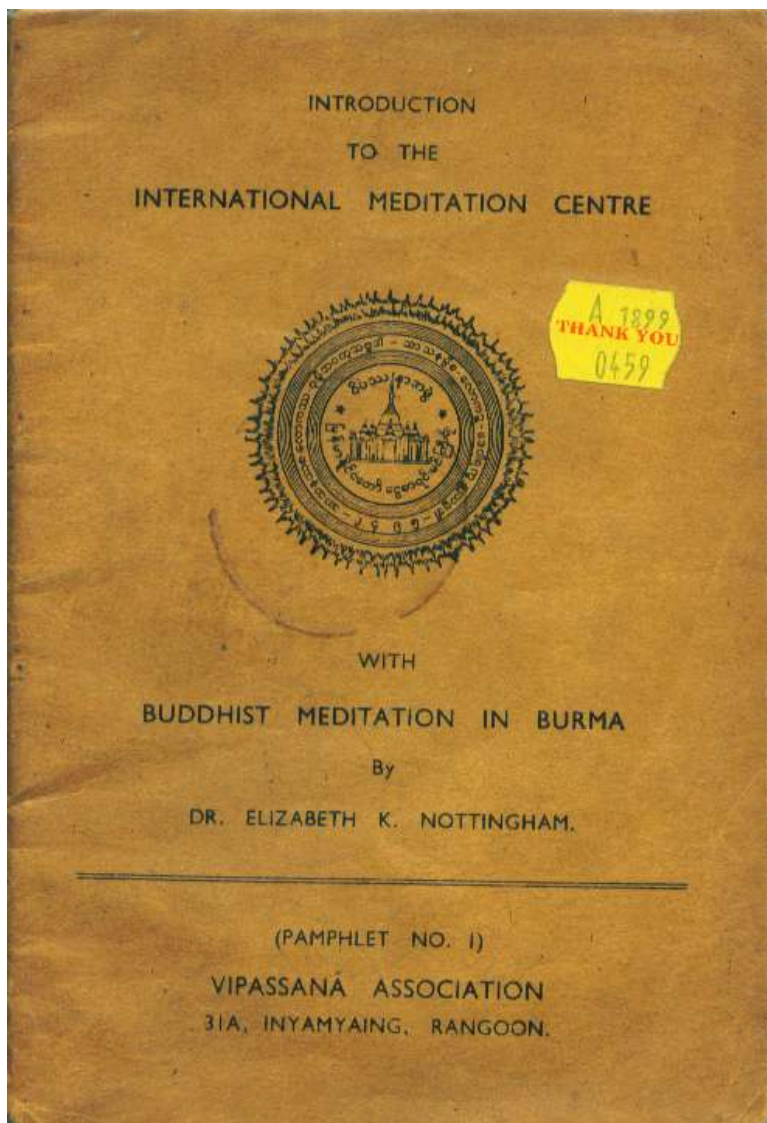 INTRODUCTION
TO THE
INTERNATIONAL MEDITATION CENTRE
A 1899
THANK YOU
0459
WITH
BUDDHIST MEDITATION IN BURMA
By
DR. ELIZABETH K. NOTTINGHAM.
(PAMPHLET NO. 1)
VIPASSANĀ ASSOCIATION
31A, INYAMYAING, RANGOON.